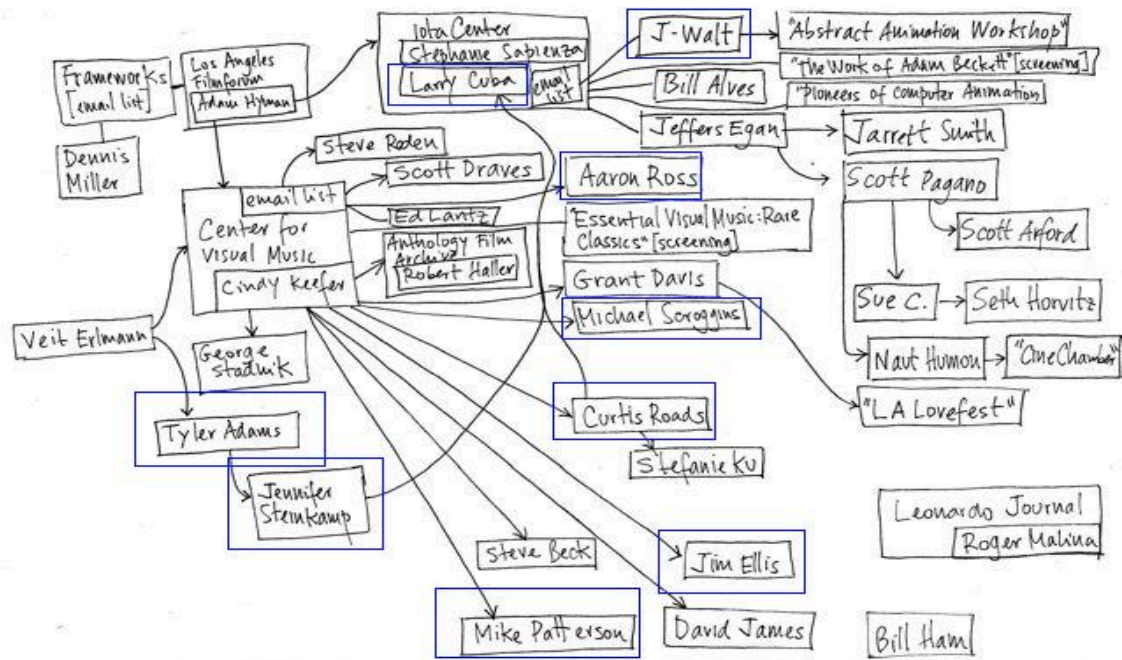 Iota Center
Stephanie Sapienza
Larry Cuba
email list
J-Walt
"Abstract Animation Workshop"
"The Work of Adam Beckett" [screening]
Bill Alves
"Pioneers of Computer Animation
Jeffers Egan
Jarrett Smith
Frameworks
[email list]
Los Angeles
Filmforum
Adam Hyman
Dennis
Miller
Steve Roden
Scott Draves
Aaron Ross
Scott Pagano
email list
Ed Lantz
"Essential Visual Music: Rare
Classics" [screening]
Scott Arford
Center for
Visual Music
Cindy Keefer
Anthology Film
Archive
Robert Haller
Grant Davis
Michael Scroggins
Sue C.
Seth Horvitz
Veit Erlmann
George
Stadnik
Naut Humon
"CineChamber"
Tyler Adams
Curtis Roads
"LA Lovefest"
Stefanie Ku
Jennifer
Steinkamp
Leonardo Journal
Roger Malina
Steve Beck
Jim Ellis
Mike Patterson
David James
Bill Ham